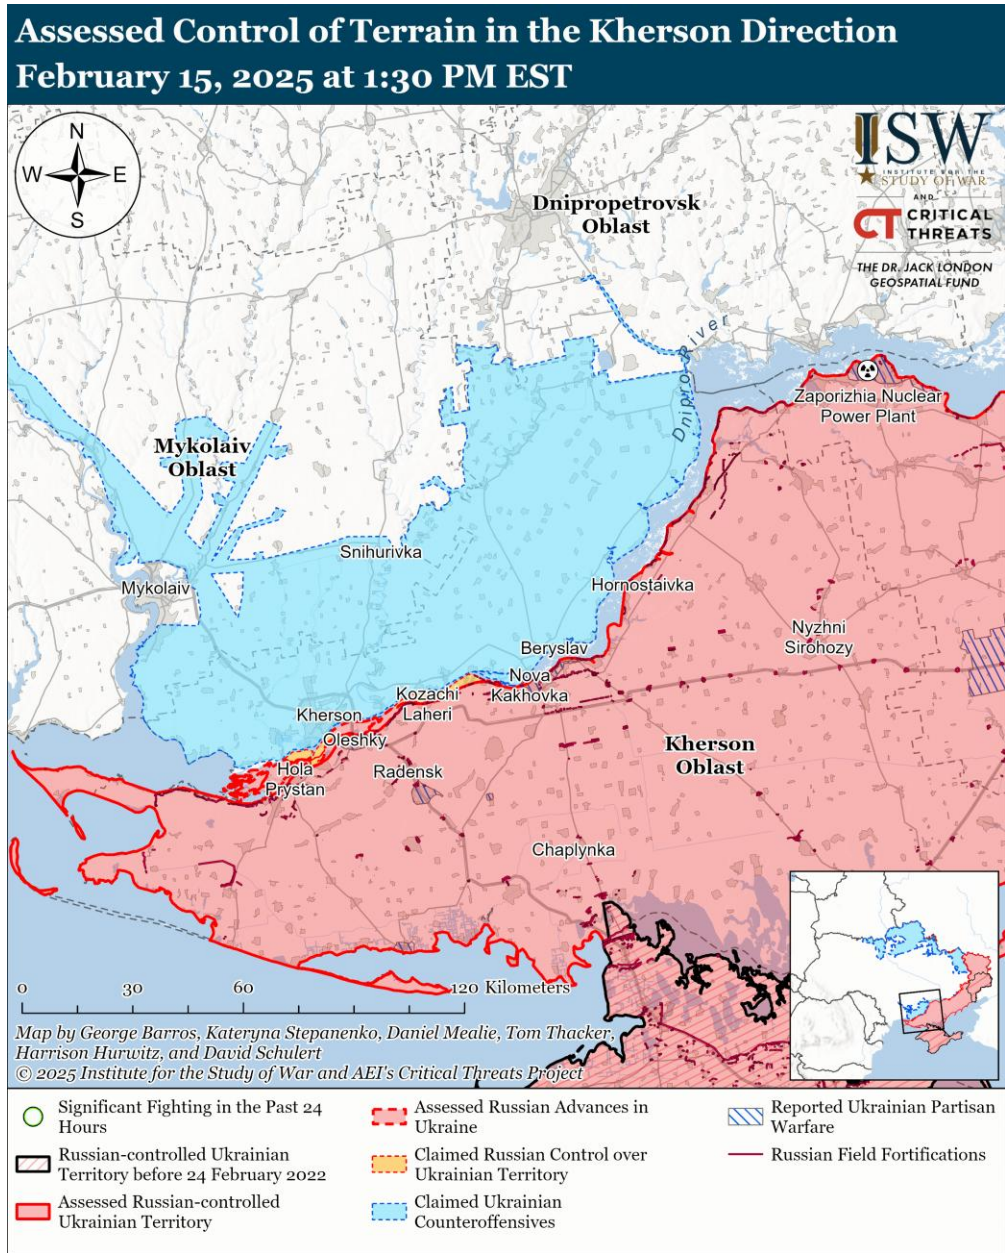 Assessed Control of Terrain in the Kherson Direction
February 15, 2025 at 1:30 PM EST
N
W
E
S
ISW
INSTITUTE FOR THE
STUDY OF WAR
AND
CT CRITICAL
THREATS
THE DR. JACK LONDON
GEOSPATIAL FUND
Dnipropetrovsk
Oblast
Dnipro River
Zaporizhia Nuclear
Power Plant
Mykolaiv
Oblast
Snihurivka
Mykolaiv
Hornostaivka
Nyzhni
Sirohozy
Beryslav
Nova
Kakhovka
Kozachi
Laheri
Kherson
Oleshky
Kherson
Oblast
Hola
Prystan
Radensk
Chaplynka
0 30 60 120 Kilometers
Map by George Barros, Kateryna Stepanenko, Daniel Mealie, Tom Thacker,
Harrison Hurwitz, and David Schulert
© 2025 Institute for the Study of War and AEI's Critical Threats Project
Significant Fighting in the Past 24
Hours
Russian-controlled Ukrainian
Territory before 24 February 2022
Assessed Russian-controlled
Ukrainian Territory
Assessed Russian Advances in
Ukraine
Claimed Russian Control over
Ukrainian Territory
Claimed Ukrainian
Counteroffensives
Reported Ukrainian Partisan
Warfare
Russian Field Fortifications